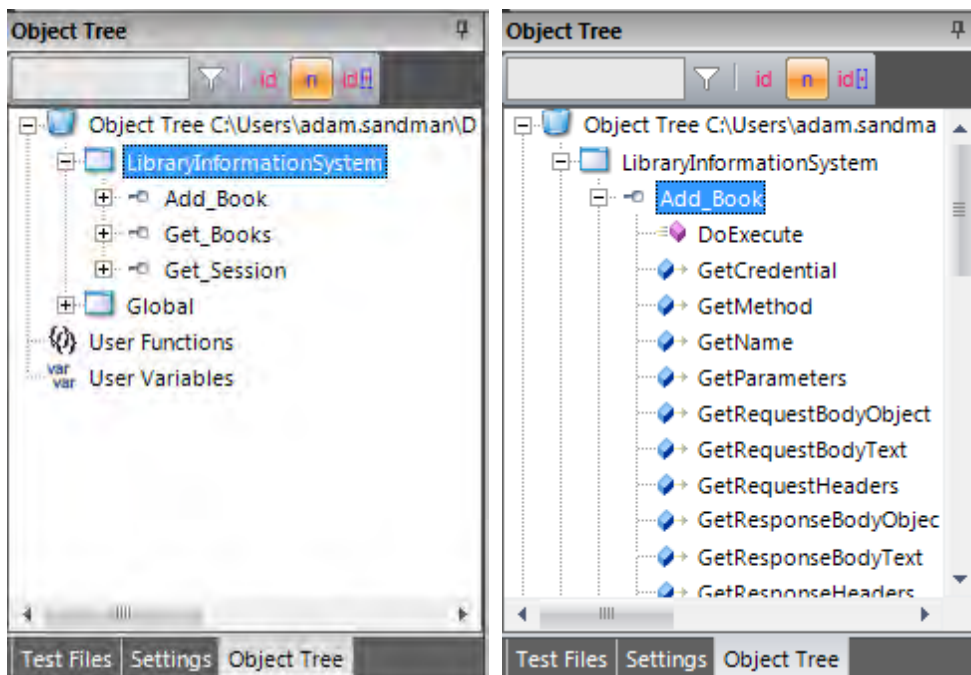 Object Tree
id n id[·]
Object Tree C:\Users\adam.sandman\D
LibraryInformationSystem
Add_Book
Get_Books
Get_Session
Global
User Functions
var
var User Variables
Test Files Settings Object Tree
Object Tree
id n id[·]
Object Tree C:\Users\adam.sandma
LibraryInformationSystem
Add_Book
DoExecute
GetCredential
GetMethod
GetName
GetParameters
GetRequestBodyObject
GetRequestBodyText
GetRequestHeaders
GetResponseBodyObjec
GetResponseBodyText
GetResponseHeaders
Test Files Settings Object Tree